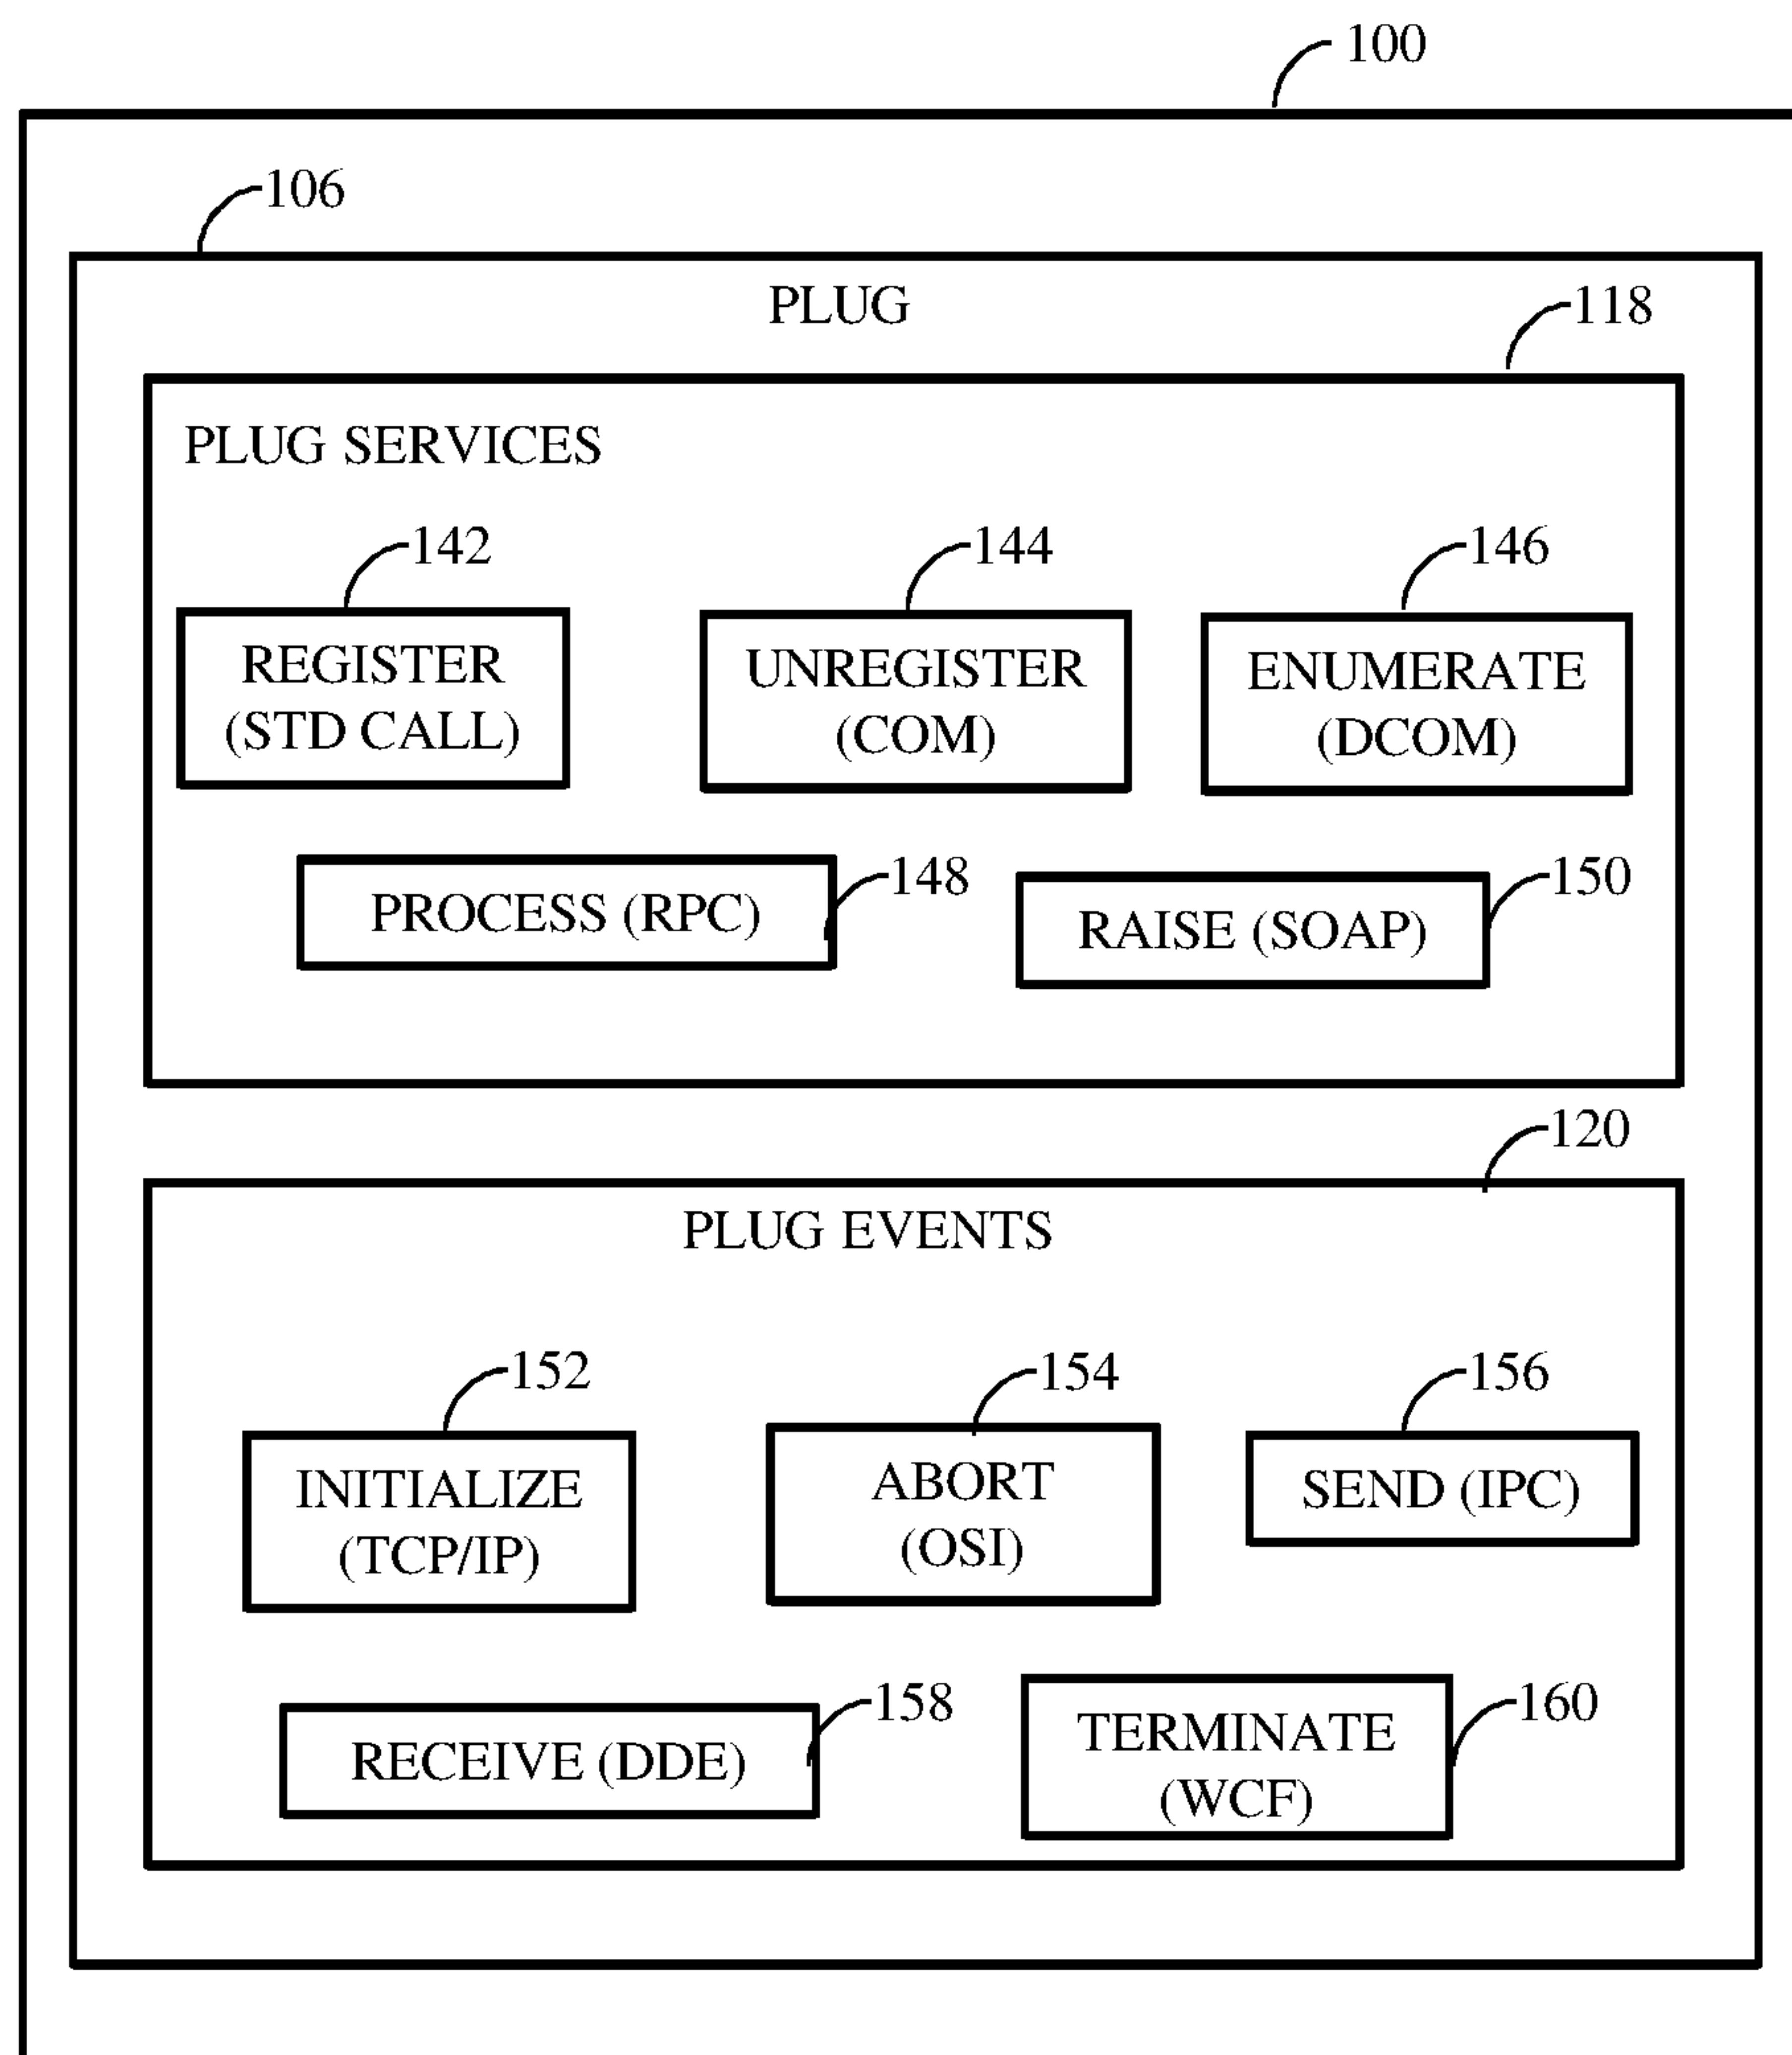 100
106
PLUG
118
PLUG SERVICES
142
144
146
REGISTER
(STD CALL)
UNREGISTER
(COM)
ENUMERATE
(DCOM)
148
150
PROCESS (RPC)
RAISE (SOAP)
120
PLUG EVENTS
152
154
156
INITIALIZE
(TCP/IP)
ABORT
(OSI)
SEND (IPC)
158
160
RECEIVE (DDE)
TERMINATE
(WCF)